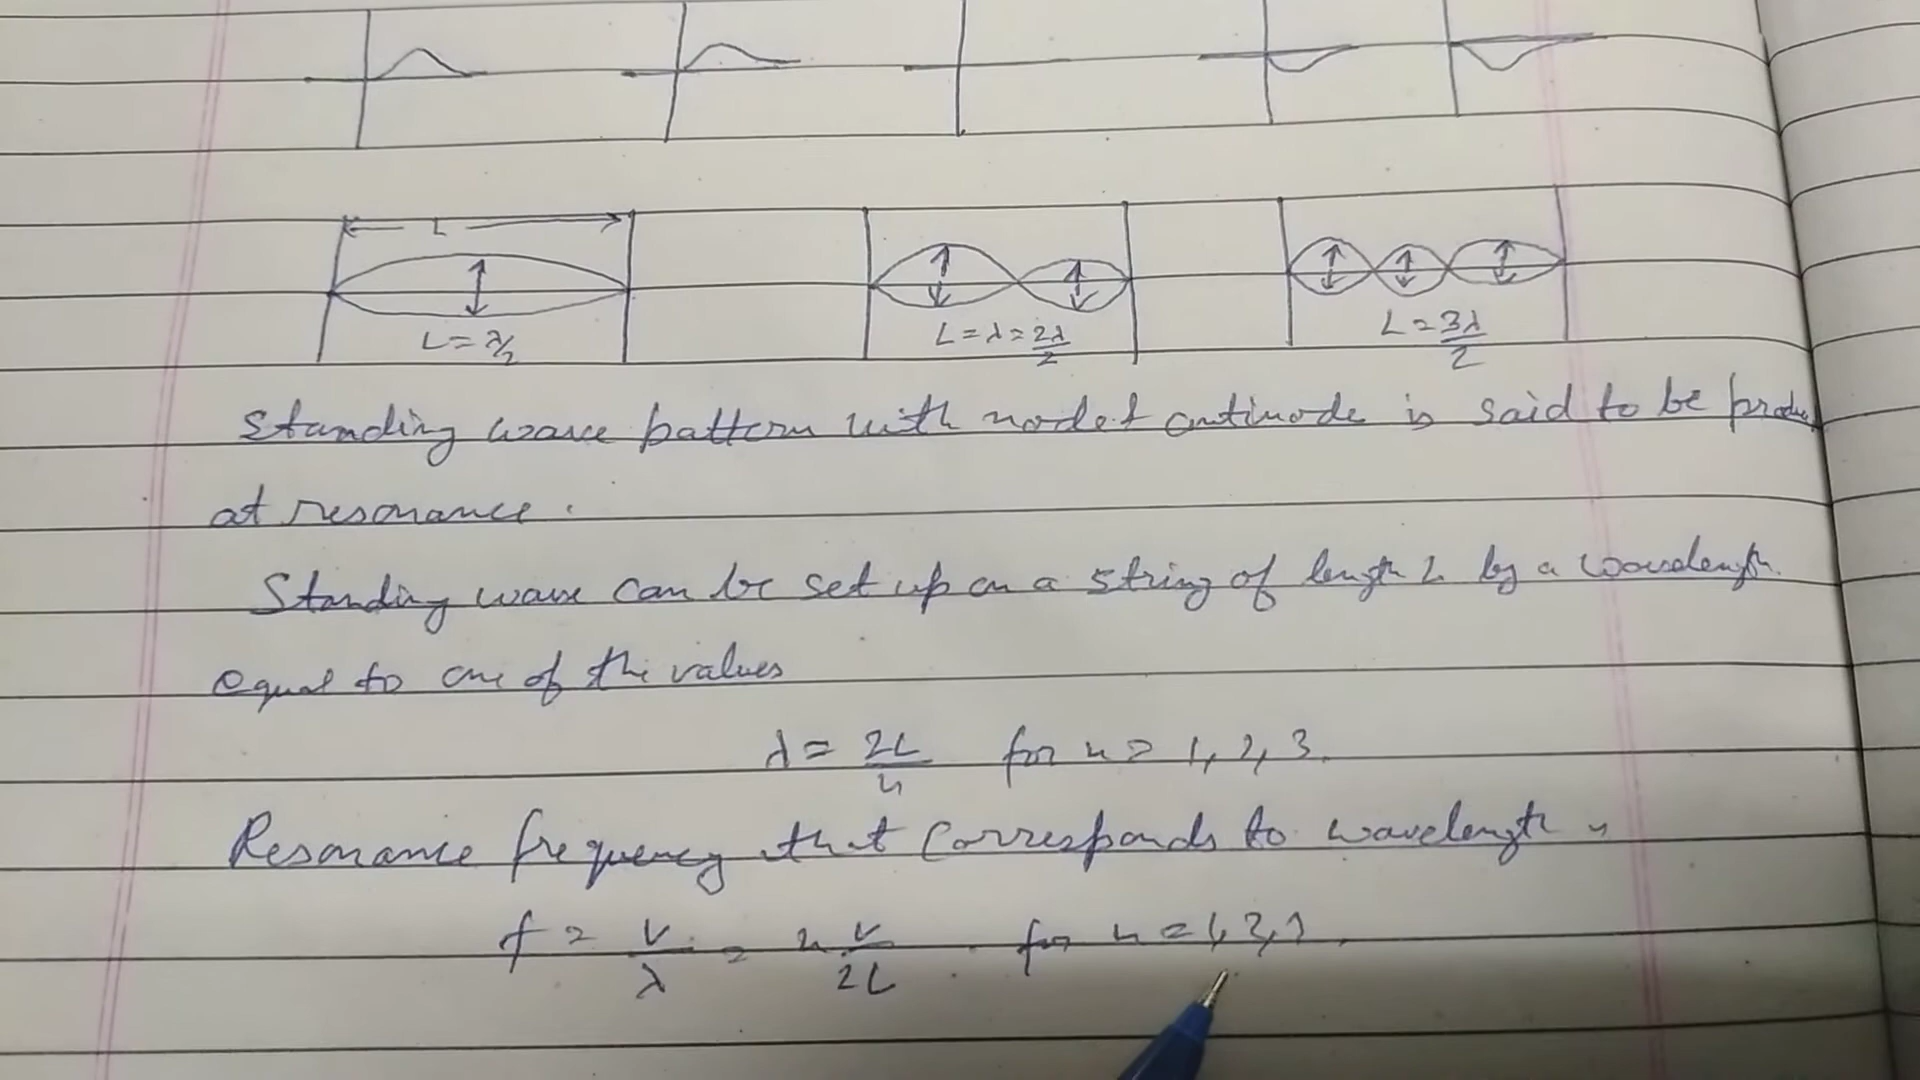 L
L = λ/2
L = λ = 2λ/2
L = 3λ/2
Standing wave pattern with node & antinode is said to be
at resonance.
Standing wave can be set up on a string of length L by a wavelength
equal to one of the values
λ = 2L/n for n = 1, 2, 3.
Resonance frequency that corresponds to wavelength
f = v/λ = n v/2L . for n = 1, 2, 3.